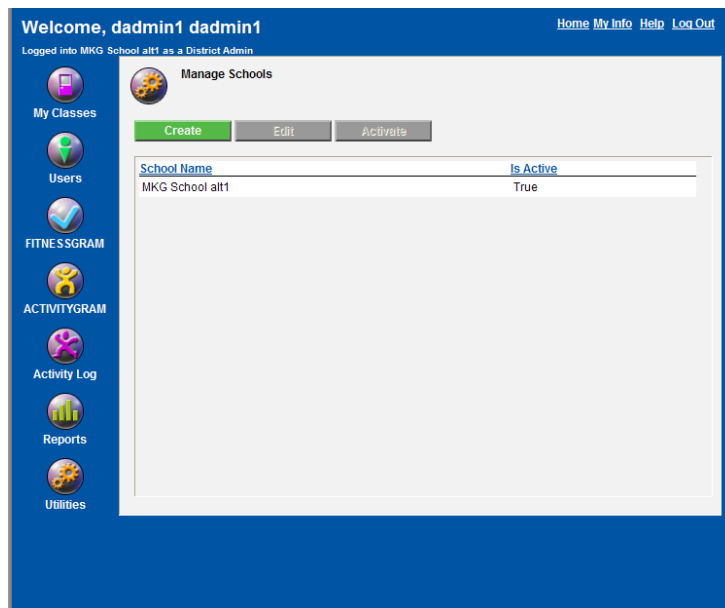 Welcome, dadmin1 dadmin1
Home My Info Help Log Out
Logged into MKG School alt1 as a District Admin
Manage Schools
My Classes
Create Edit Activate
Users
School Name Is Active
MKG School alt1 True
FITNESSGRAM
ACTIVITYGRAM
Activity Log
Reports
Utilities